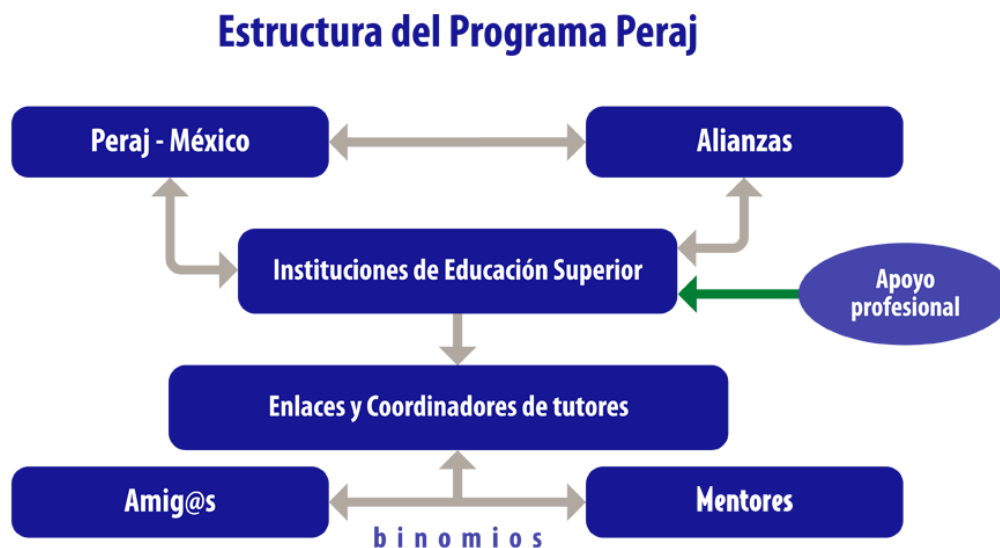 Estructura del Programa Peraj
Peraj - México
Alianzas
Instituciones de Educación Superior
Apoyo
profesional
Enlaces y Coordinadores de tutores
Amig@s
Mentores
binomios